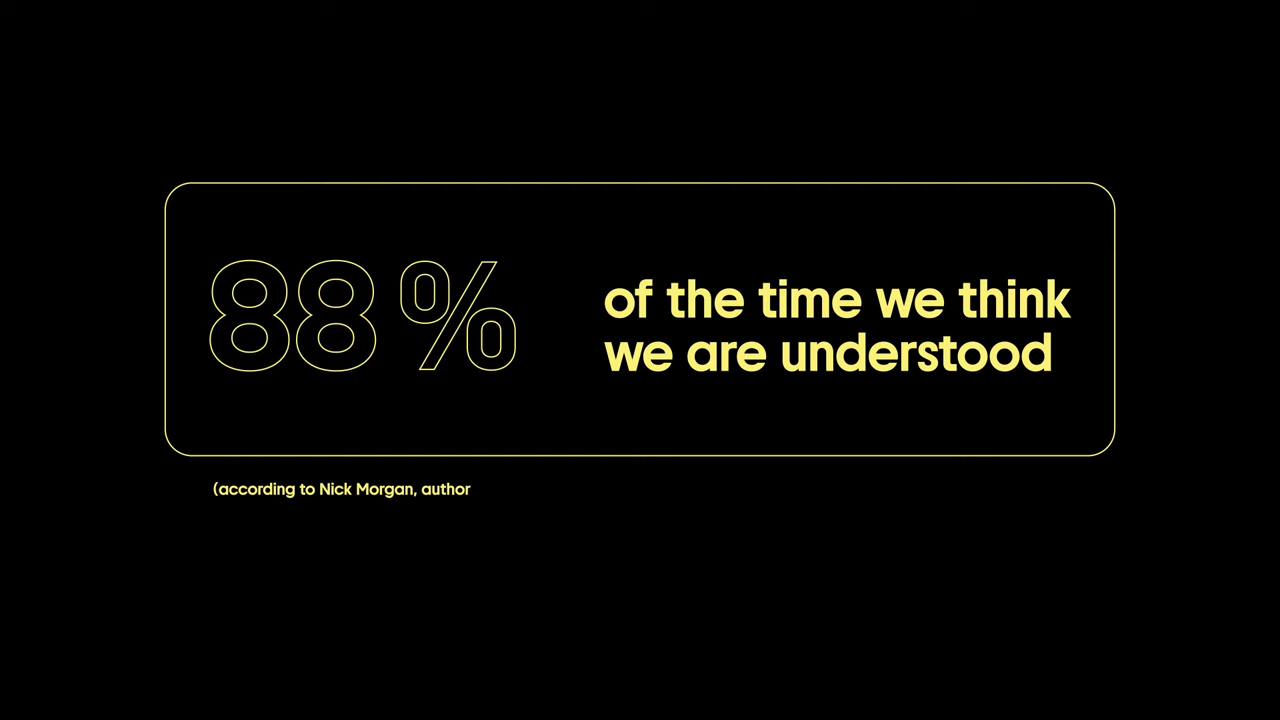 88%
of the time we think
we are understood
(according to Nick Morgan, author